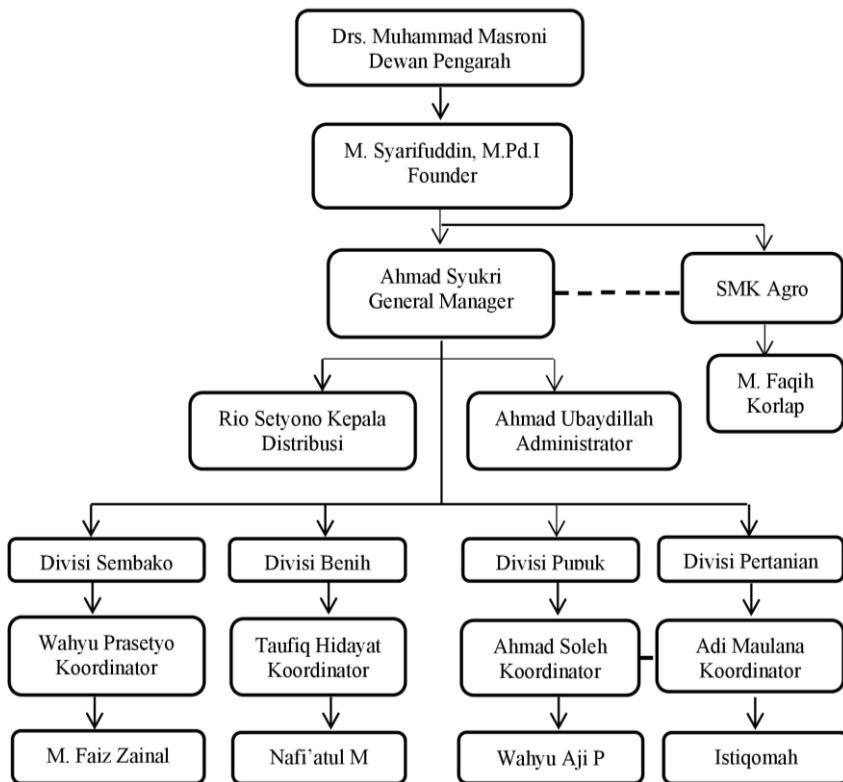 Drs. Muhammad Masroni
Dewan Pengarah
M. Syarifuddin, M.Pd.I
Founder
Ahmad Syukri
General Manager
SMK Agro
M. Faqih
Korlap
Rio Setyono Kepala
Distribusi
Ahmad Ubaydillah
Administrator
Divisi Sembako
Divisi Benih
Divisi Pupuk
Divisi Pertanian
Wahyu Prasetyo
Koordinator
Taufiq Hidayat
Koordinator
Ahmad Soleh
Koordinator
Adi Maulana
Koordinator
M. Faiz Zainal
Nafi’atul M
Wahyu Aji P
Istiqomah